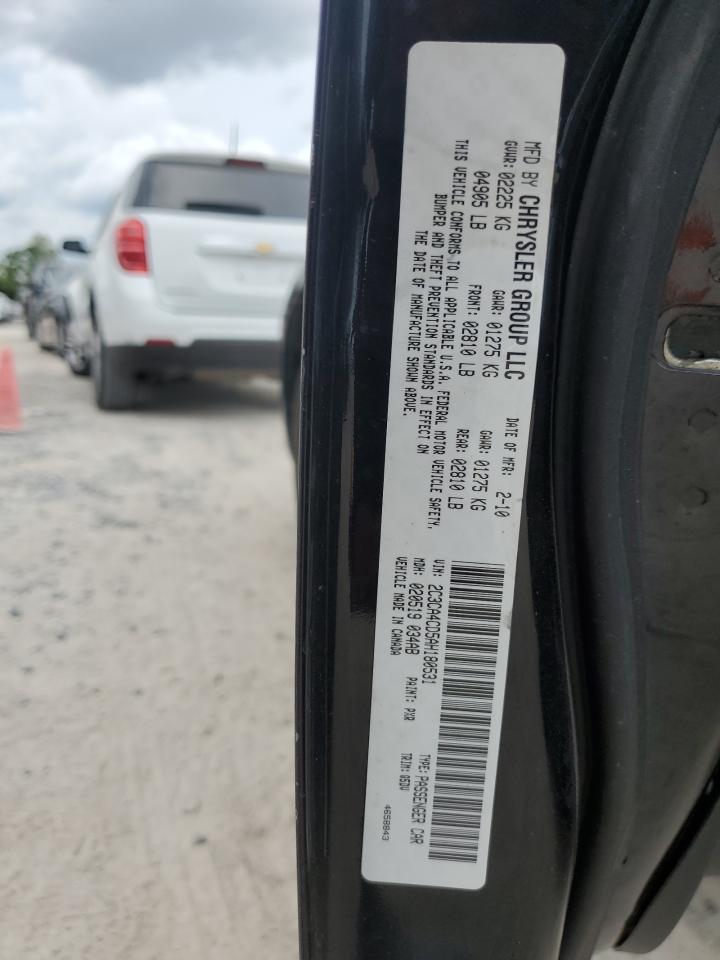 MFD BY CHRYSLER GROUP LLC DATE OF MFR: 2-10
GVWR: 02225 KG GAWR: 01275 KG GAWR: 01275 KG
04905 LB FRONT: 02810 LB REAR: 02810 LB
THIS VEHICLE CONFORMS TO ALL APPLICABLE U.S.A. FEDERAL MOTOR VEHICLE SAFETY,
BUMPER AND THEFT PREVENTION STANDARDS IN EFFECT ON
THE DATE OF MANUFACTURE SHOWN ABOVE.
VIN: 2C3CA4CD5AH180531 TYPE: PASSENGER CAR
MDH: 020519 034AB PAINT: PXR TRIM: 05DV
VEHICLE MADE IN CANADA
4658843